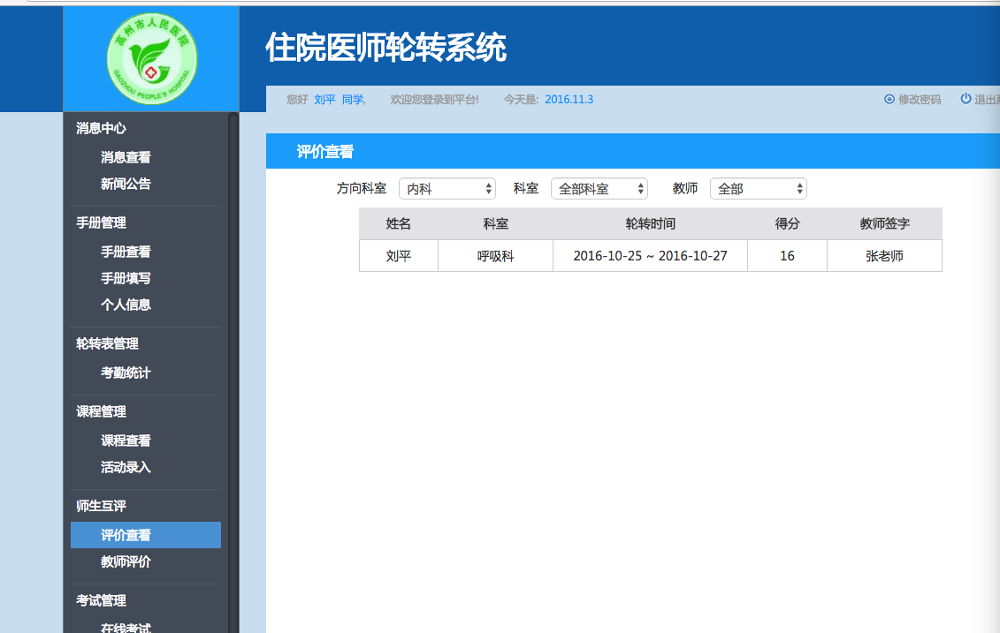 高州市人民医院
GAOZHOU PEOPLE'S HOSPITAL
住院医师轮转系统
您好 刘平 同学, 欢迎您登录到平台! 今天是: 2016.11.3 修改密码 退出系
消息中心
消息查看
新闻公告
手册管理
手册查看
手册填写
个人信息
轮转表管理
考勤统计
课程管理
课程查看
活动录入
师生互评
评价查看
教师评价
考试管理
在线考试
评价查看
方向科室 内科 科室 全部科室 教师 全部
姓名 科室 轮转时间 得分 教师签字
刘平 呼吸科 2016-10-25 ~ 2016-10-27 16 张老师